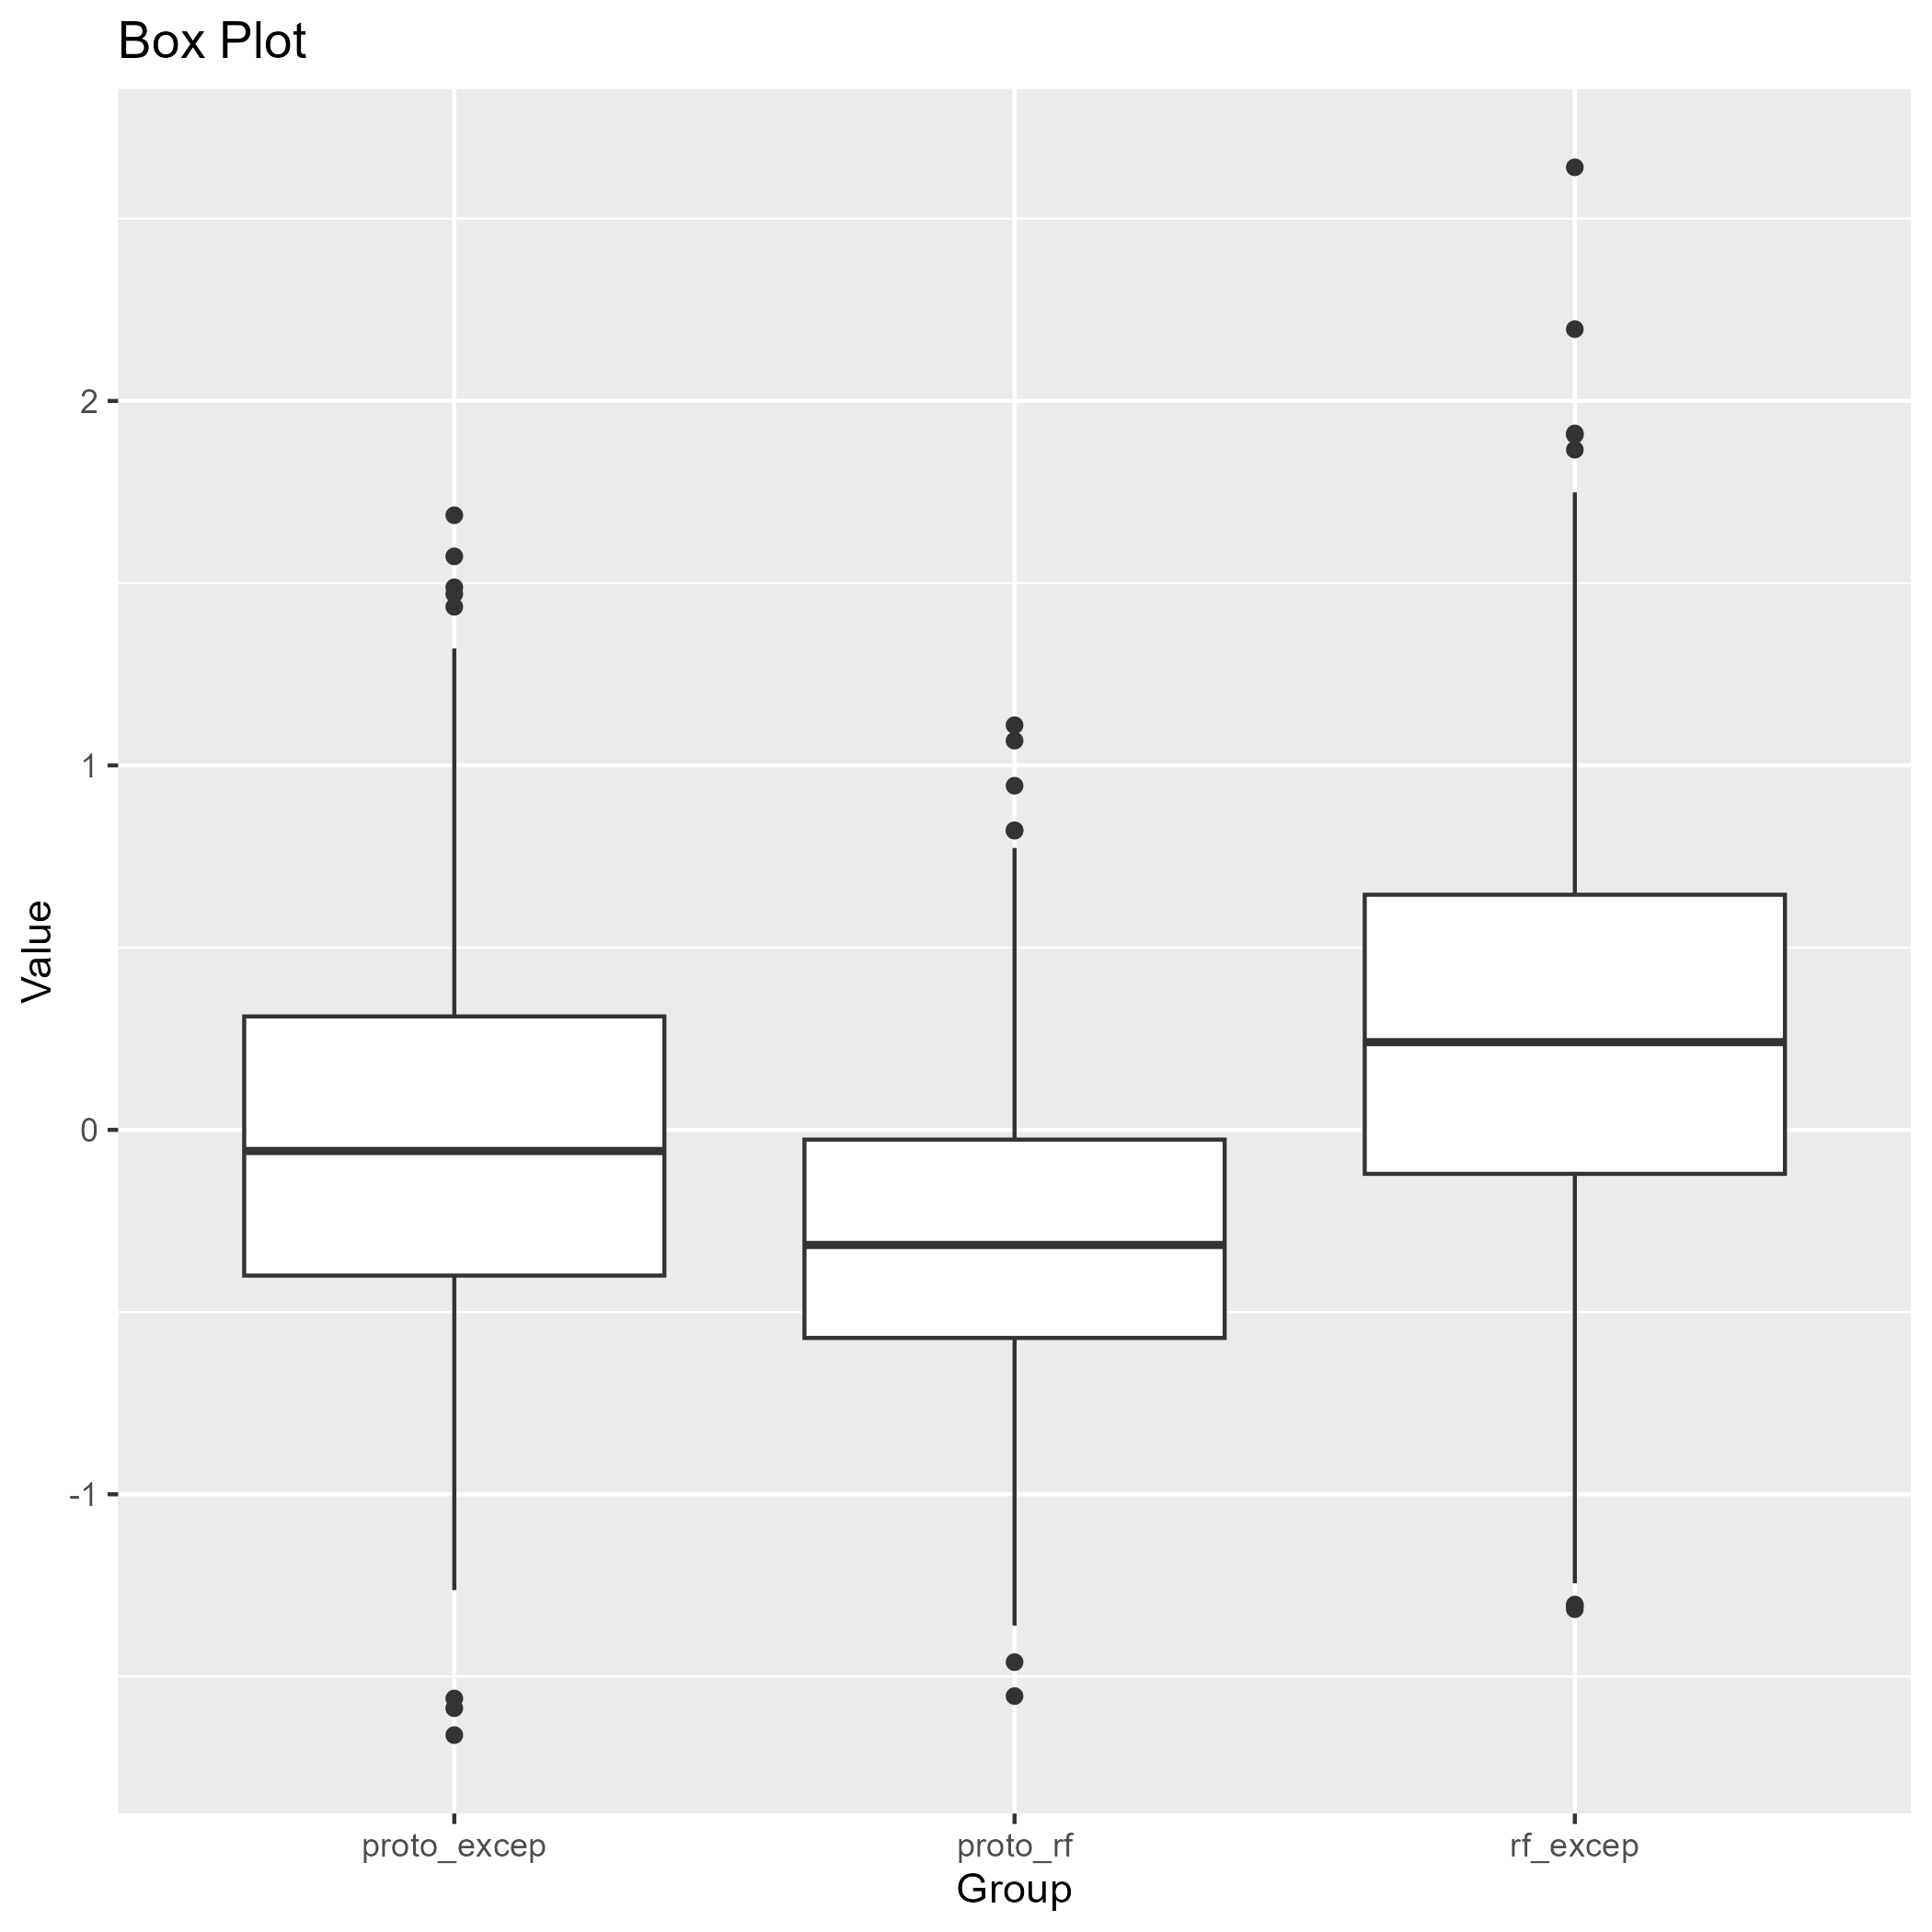 Box Plot
Value
2
1
0
-1
proto_excep
proto_rf
rf_excep
Group